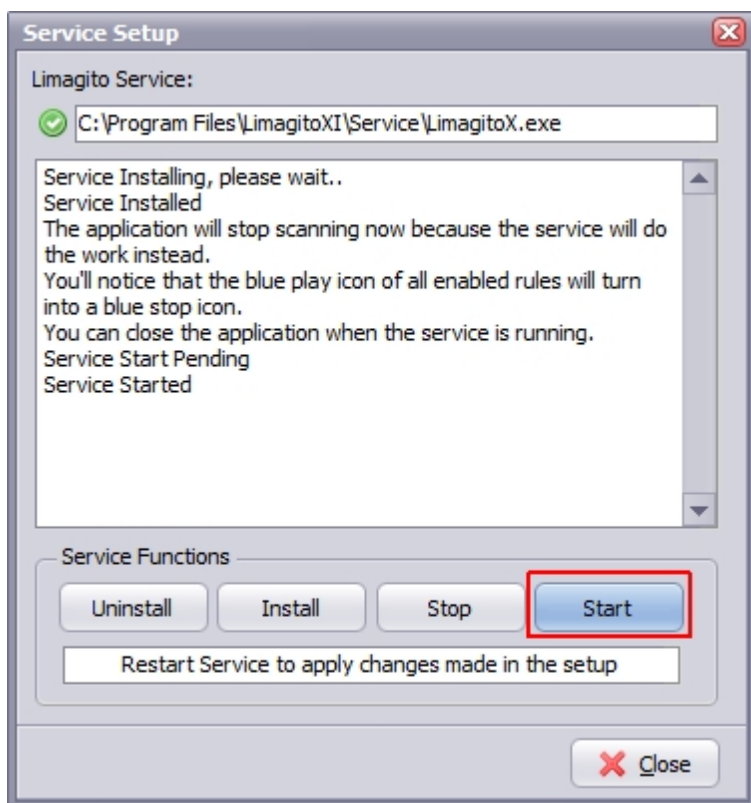 Service Setup
Limagito Service:
C:\Program Files\LimagitoXI\Service\LimagitoX.exe
Service Installing, please wait..
Service Installed
The application will stop scanning now because the service will do
the work instead.
You'll notice that the blue play icon of all enabled rules will turn
into a blue stop icon.
You can close the application when the service is running.
Service Start Pending
Service Started
Service Functions
Uninstall
Install
Stop
Start
Restart Service to apply changes made in the setup
Close